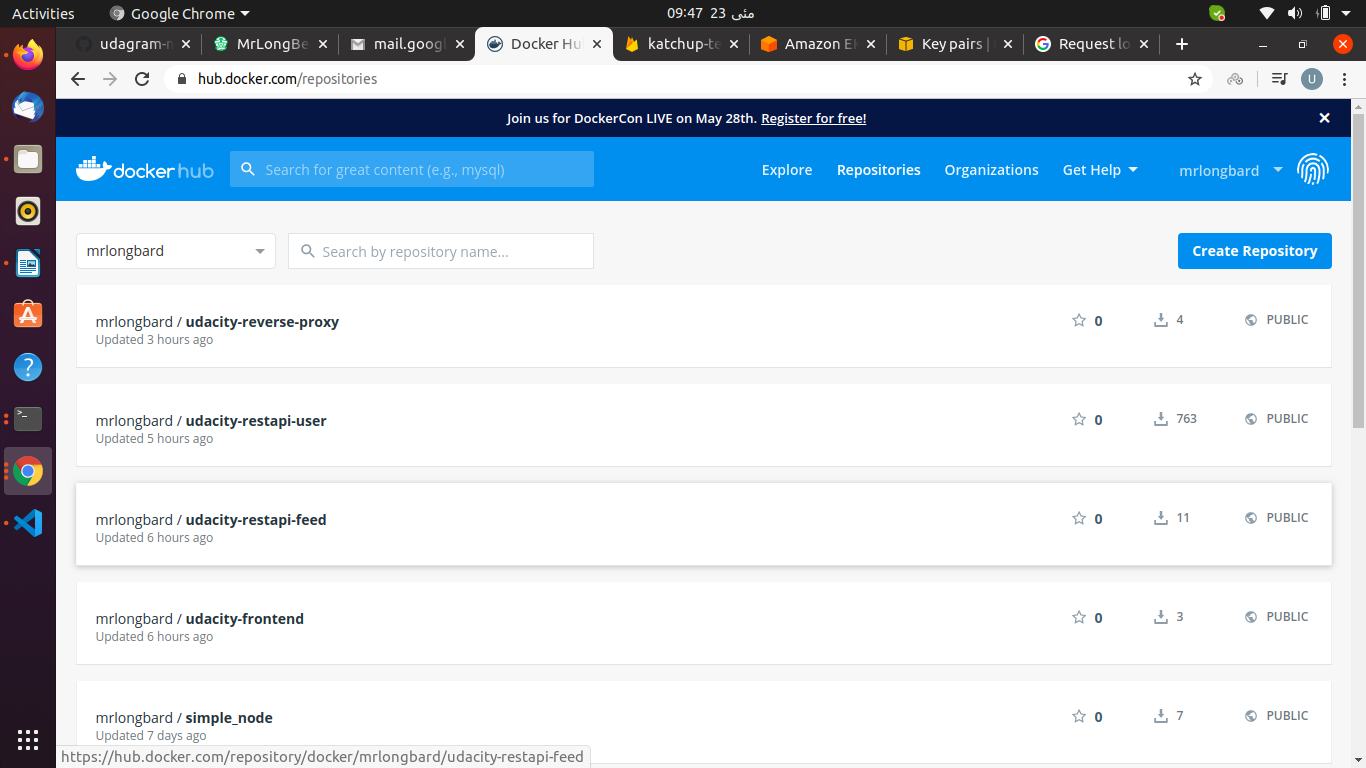 Activities
Google Chrome
09:47 23 مئی
udagram-n
MrLongBe
mail.googl
Docker Hu
katchup-te
Amazon Ek
Key pairs |
Request lo
hub.docker.com/repositories
U
Join us for DockerCon LIVE on May 28th. Register for free!
docker hub
Search for great content (e.g., mysql)
Explore
Repositories
Organizations
Get Help
mrlongbard
mrlongbard
Search by repository name...
Create Repository
mrlongbard / udacity-reverse-proxy
0
4
PUBLIC
Updated 3 hours ago
mrlongbard / udacity-restapi-user
0
763
PUBLIC
Updated 5 hours ago
mrlongbard / udacity-restapi-feed
0
11
PUBLIC
Updated 6 hours ago
mrlongbard / udacity-frontend
0
3
PUBLIC
Updated 6 hours ago
mrlongbard / simple_node
0
7
PUBLIC
Updated 7 days ago
https://hub.docker.com/repository/docker/mrlongbard/udacity-restapi-feed